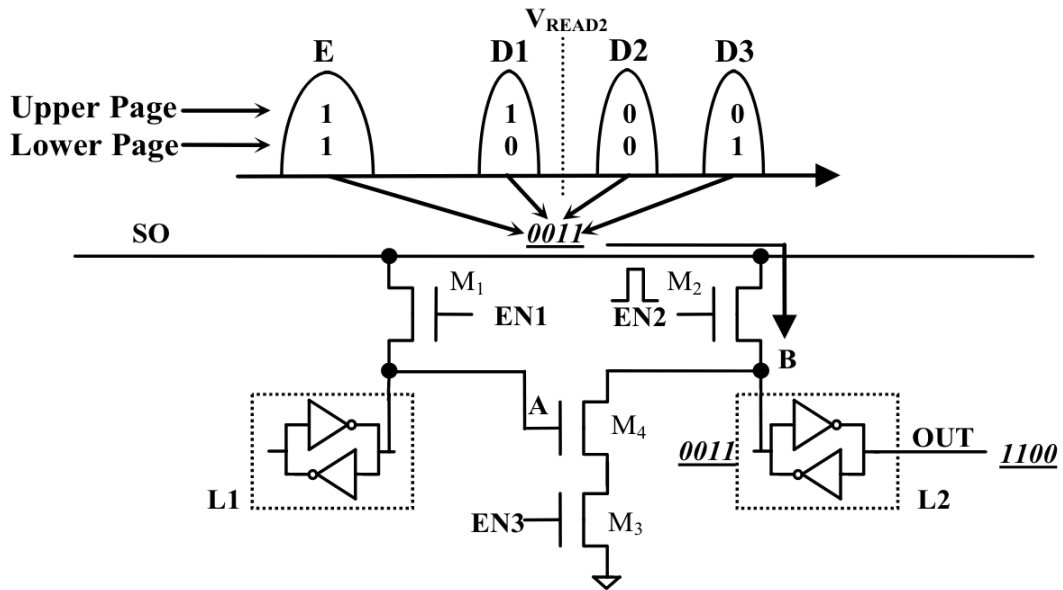 V_READ2
E D1 D2 D3
Upper Page 1 1 0 0
Lower Page 1 0 0 1
SO 0011
M1 M2
EN1 EN2
B
A
M4
0011 OUT 1100
L1 L2
EN3 M3